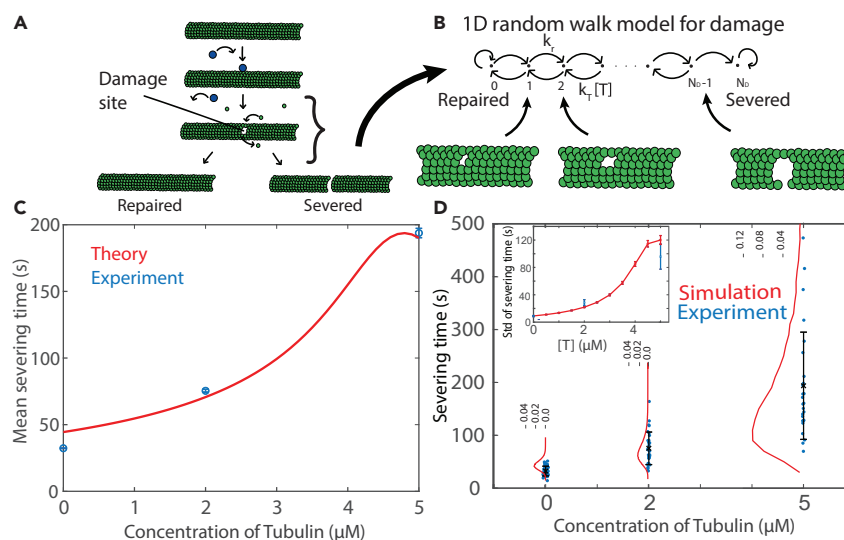 A
Damage
site
Repaired
Severed
B 1D random walk model for damage
kᵣ
0 1 2 N_D-1 N_D
k_T [T]
Repaired
Severed
C
200
150
100
50
0
Mean severing time (s)
Theory
Experiment
0 1 2 3 4 5
Concentration of Tubulin (μM)
D
500
400
300
200
100
0
Severing time (s)
120
80
40
0
Std of severing time (s)
0 2 4
[T] (μM)
Simulation
Experiment
- 0.04
- 0.02
- 0.0
- 0.04
- 0.02
- 0.0
- 0.12
- 0.08
- 0.04
0 2 5
Concentration of Tubulin (μM)